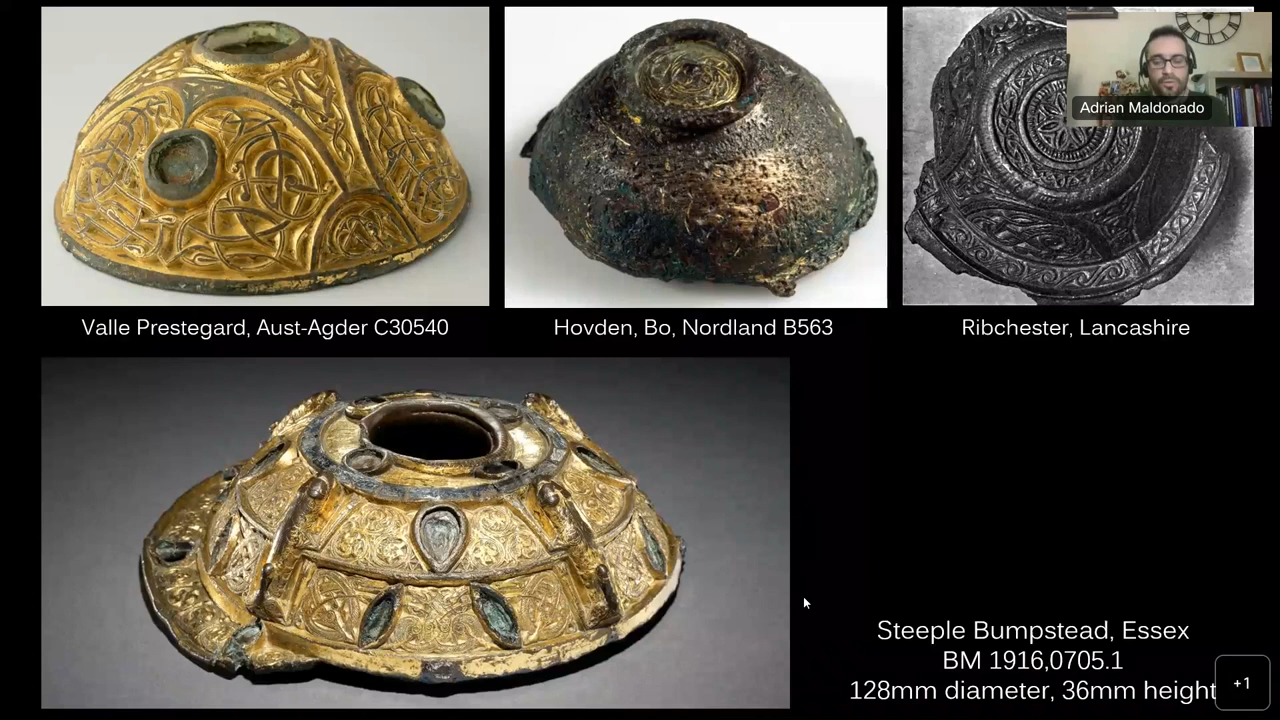 Adrian Maldonado
Valle Prestegard, Aust-Agder C30540
Hovden, Bo, Nordland B563
Ribchester, Lancashire
Steeple Bumpstead, Essex
BM 1916,0705.1
128mm diameter, 36mm height
+1